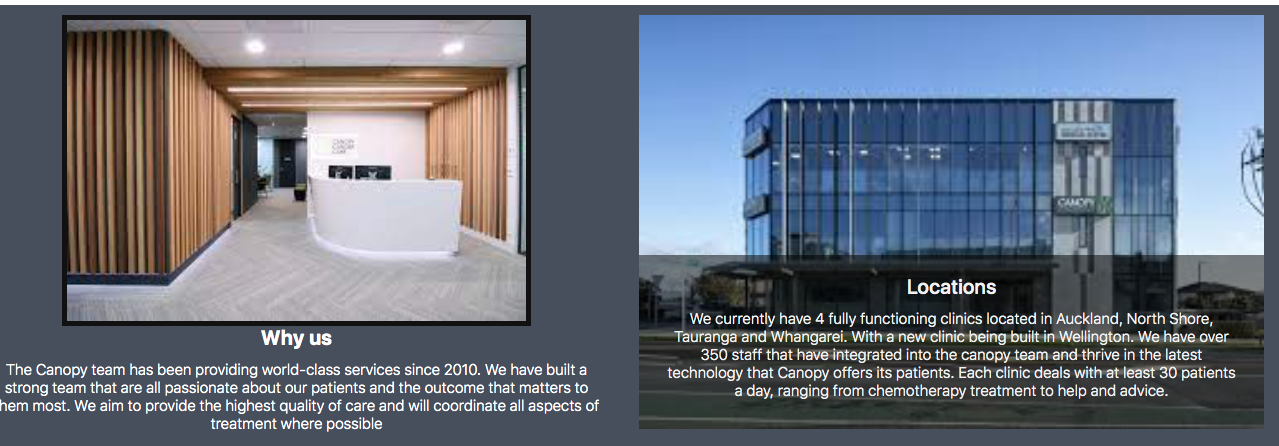 CANOPY
CANCER
CARE
Why us
The Canopy team has been providing world-class services since 2010. We have built a
strong team that are all passionate about our patients and the outcome that matters to
hem most. We aim to provide the highest quality of care and will coordinate all aspects of
treatment where possible
CANOPY
Locations
We currently have 4 fully functioning clinics located in Auckland, North Shore,
Tauranga and Whangarei. With a new clinic being built in Wellington. We have over
350 staff that have integrated into the canopy team and thrive in the latest
technology that Canopy offers its patients. Each clinic deals with at least 30 patients
a day, ranging from chemotherapy treatment to help and advice.